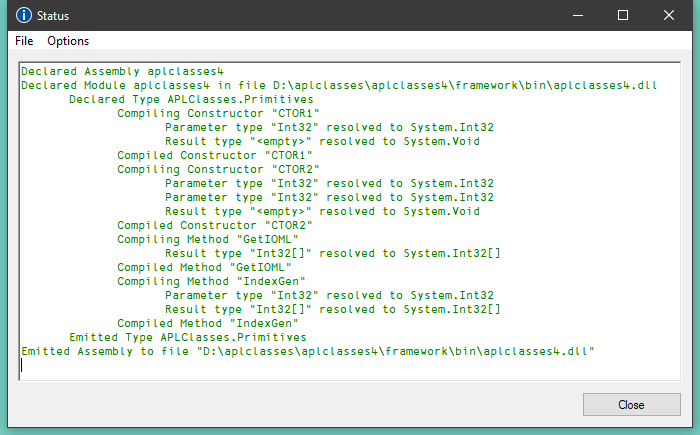 Status
File Options
Declared Assembly aplclasses4
Declared Module aplclasses4 in file D:\aplclasses\aplclasses4\framework\bin\aplclasses4.dll
Declared Type APLClasses.Primitives
Compiling Constructor "CTOR1"
Parameter type "Int32" resolved to System.Int32
Result type "<empty>" resolved to System.Void
Compiled Constructor "CTOR1"
Compiling Constructor "CTOR2"
Parameter type "Int32" resolved to System.Int32
Parameter type "Int32" resolved to System.Int32
Result type "<empty>" resolved to System.Void
Compiled Constructor "CTOR2"
Compiling Method "GetIOML"
Result type "Int32[]" resolved to System.Int32[]
Compiled Method "GetIOML"
Compiling Method "IndexGen"
Parameter type "Int32" resolved to System.Int32
Result type "Int32[]" resolved to System.Int32[]
Compiled Method "IndexGen"
Emitted Type APLClasses.Primitives
Emitted Assembly to file "D:\aplclasses\aplclasses4\framework\bin\aplclasses4.dll"
Close